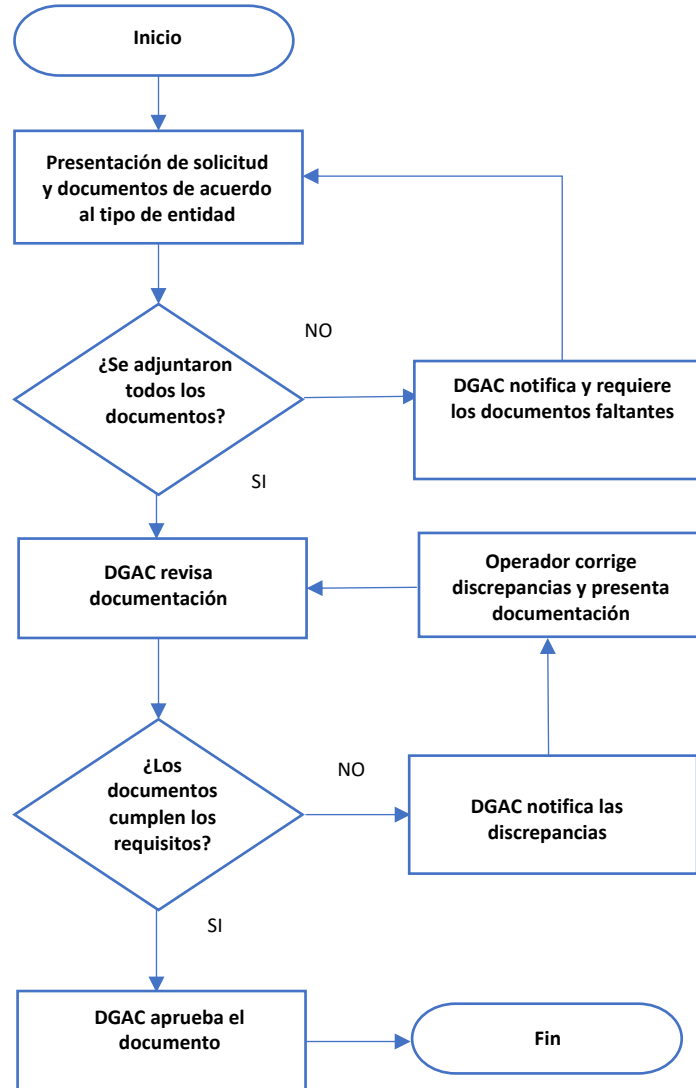 Inicio
Presentación de solicitud
y documentos de acuerdo
al tipo de entidad
NO
¿Se adjuntaron
todos los
documentos?
DGAC notifica y requiere
los documentos faltantes
SI
DGAC revisa
documentación
Operador corrige
discrepancias y presenta
documentación
¿Los
documentos
cumplen los
requisitos?
NO
DGAC notifica las
discrepancias
SI
DGAC aprueba el
documento
Fin